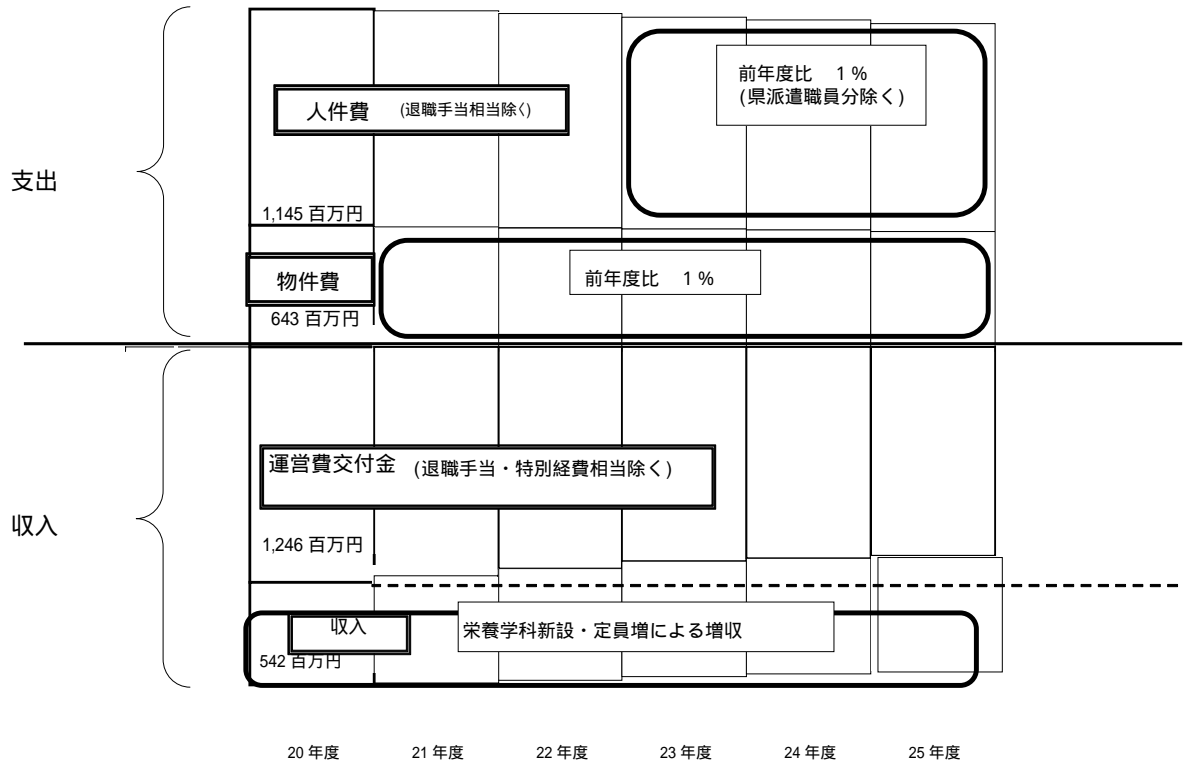 前年度比 1%
(県派遣職員分除く)
人件費 (退職手当相当除く)
支出
1,145 百万円
物件費
前年度比 1%
643 百万円
運営費交付金 (退職手当・特別経費相当除く)
収入
1,246 百万円
収入
栄養学科新設・定員増による増収
542 百万円
20 年度 21 年度 22 年度 23 年度 24 年度 25 年度